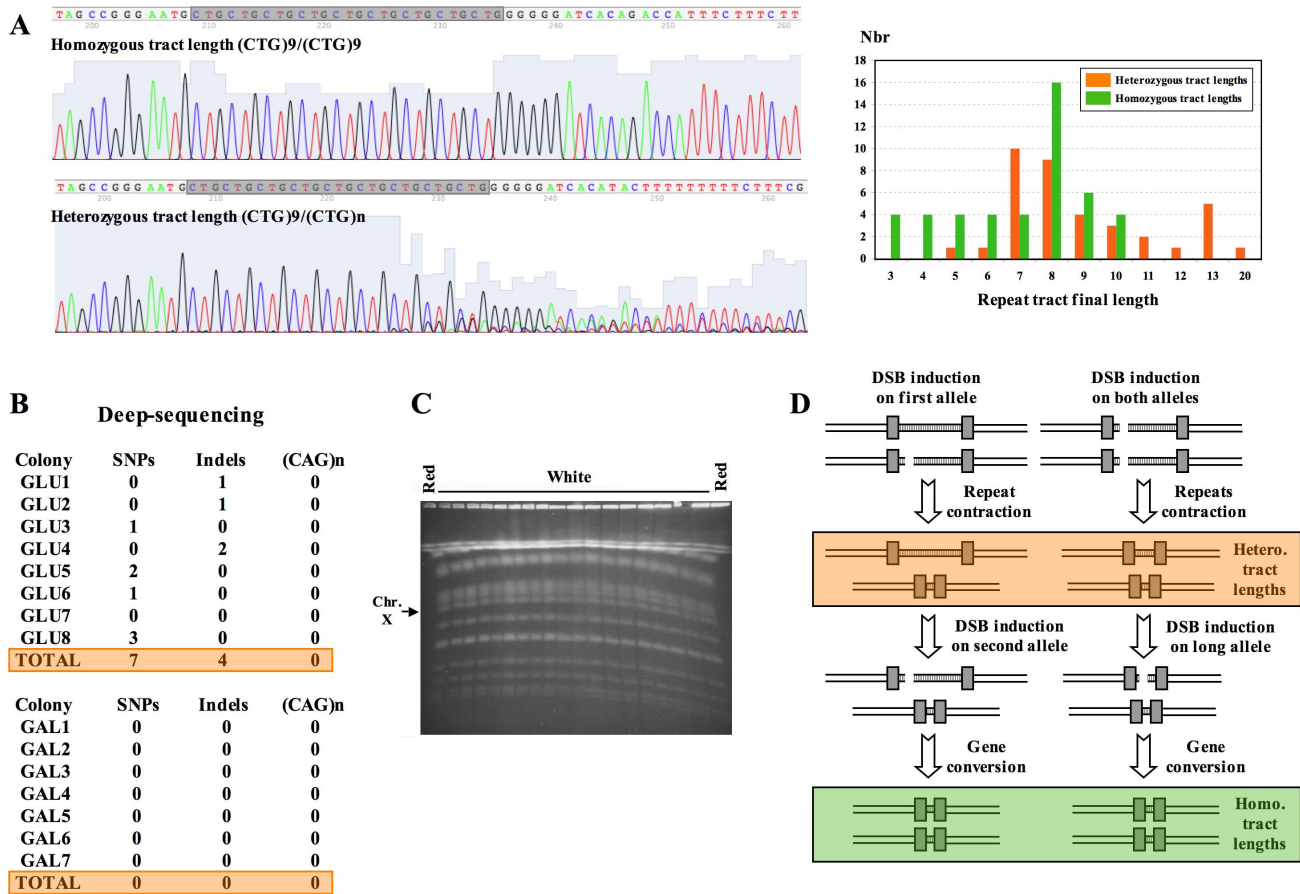 A
TAGCCGGGAATGCTGCTGCTGCTGCTGCTGCTGCTGCTGGGGGGATCACAGACCATTTCTTTCTT
200 210 220 230 240 250 260
Homozygous tract length (CTG)9/(CTG)9
TAGCCGGGAATGCTGCTGCTGCTGCTGCTGCTGCTGCTGGGGGGATCACATACTTTTTTTTTCTTTCG
200 210 220 230 240 250 260
Heterozygous tract length (CTG)9/(CTG)n
Nbr
18
16
14
12
10
8
6
4
2
0
Heterozygous tract lengths
Homozygous tract lengths
3 4 5 6 7 8 9 10 11 12 13 20
Repeat tract final length
B
Deep-sequencing
Colony SNPs Indels (CAG)n
GLU1 0 1 0
GLU2 0 1 0
GLU3 1 0 0
GLU4 0 2 0
GLU5 2 0 0
GLU6 1 0 0
GLU7 0 0 0
GLU8 3 0 0
TOTAL 7 4 0
Colony SNPs Indels (CAG)n
GAL1 0 0 0
GAL2 0 0 0
GAL3 0 0 0
GAL4 0 0 0
GAL5 0 0 0
GAL6 0 0 0
GAL7 0 0 0
TOTAL 0 0 0
C
Red
White
Red
Chr.
X
D
DSB induction
on first allele
DSB induction
on both alleles
Repeat
contraction
Repeats
contraction
Hetero.
tract
lengths
DSB induction
on second allele
DSB induction
on long allele
Gene
conversion
Gene
conversion
Homo.
tract
lengths